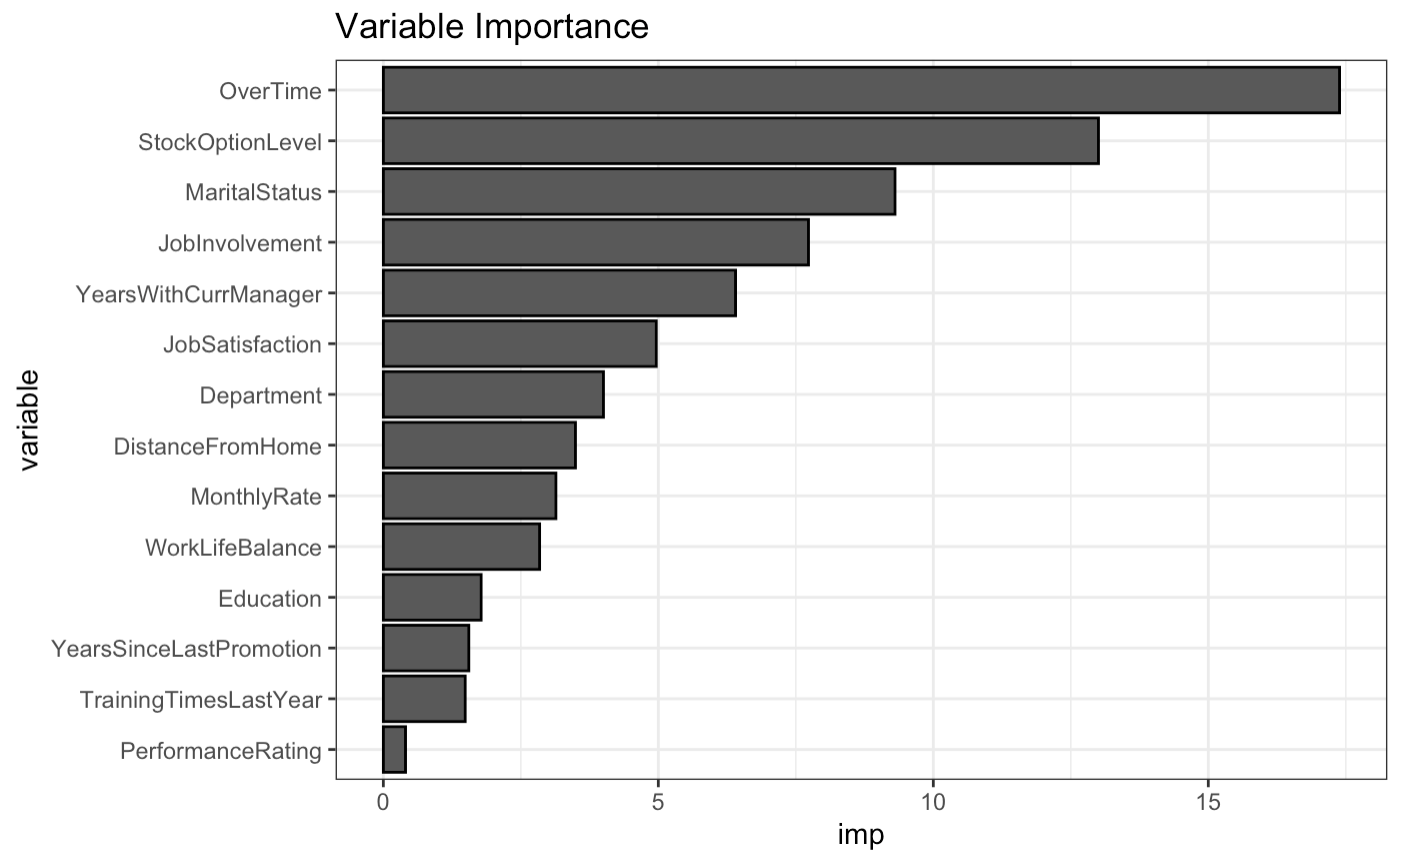 Variable Importance
OverTime
StockOptionLevel
MaritalStatus
JobInvolvement
YearsWithCurrManager
JobSatisfaction
Department
DistanceFromHome
MonthlyRate
WorkLifeBalance
Education
YearsSinceLastPromotion
TrainingTimesLastYear
PerformanceRating
variable
0 5 10 15
imp